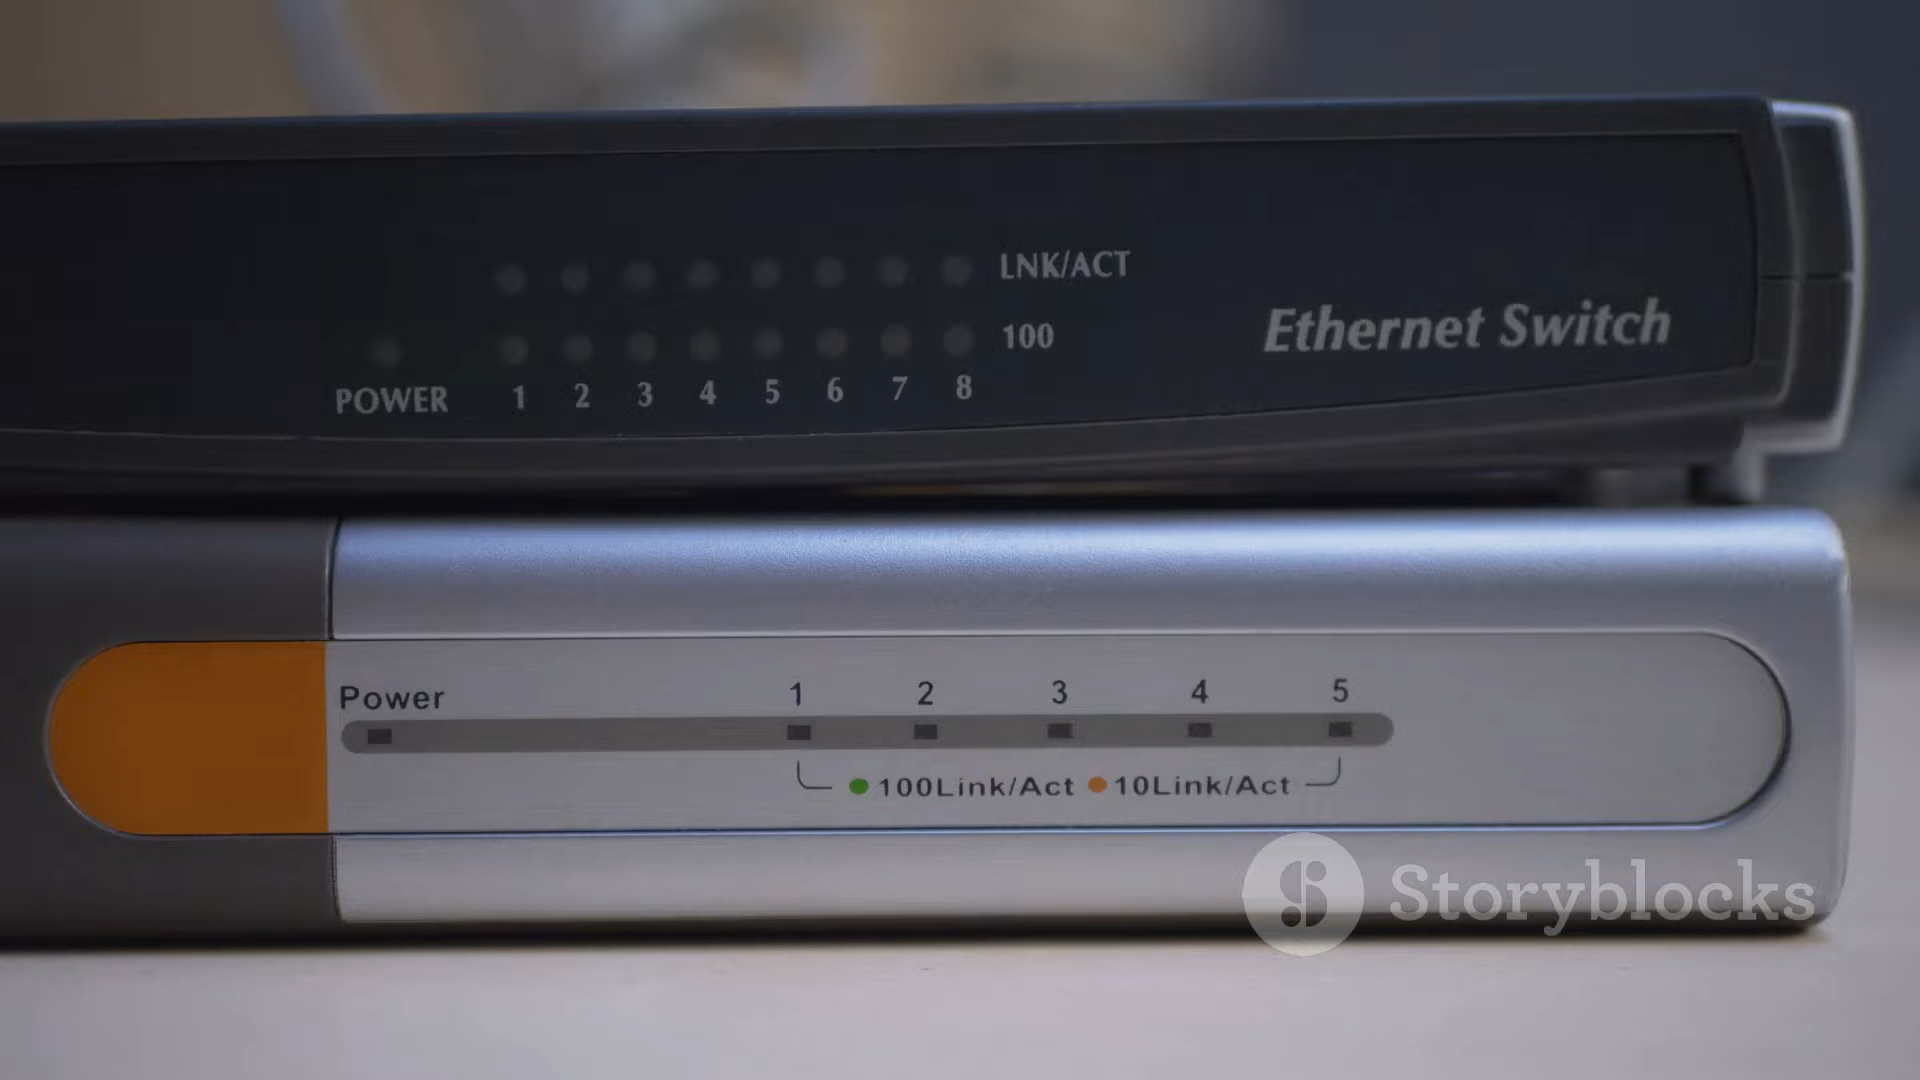 LNK/ACT
100
POWER 1 2 3 4 5 6 7 8
Ethernet Switch
Power 1 2 3 4 5
100Link/Act 10Link/Act
Storyblocks